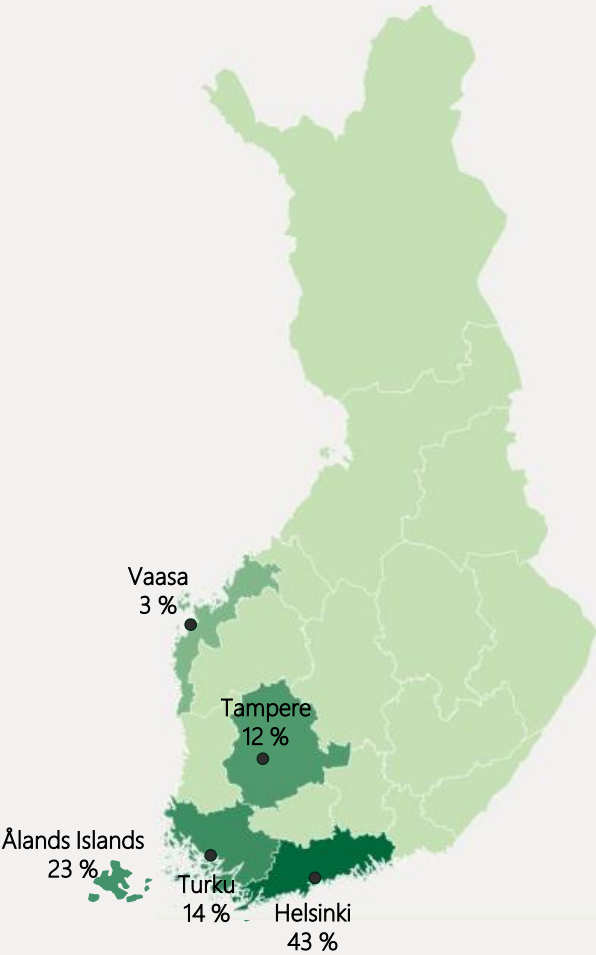 Vaasa
3 %
Tampere
12 %
Ålands Islands
23 %
Turku
14 %
Helsinki
43 %